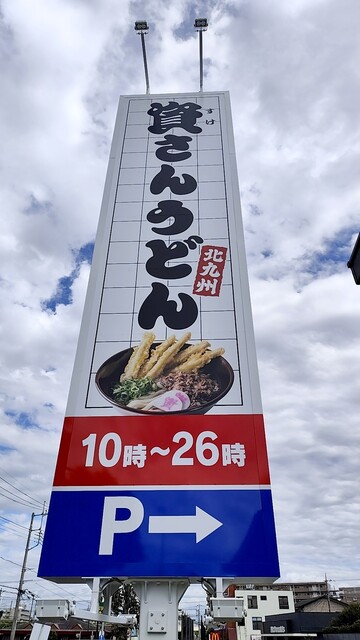 資さんうどん
すけ
北九州
10時～26時
P→